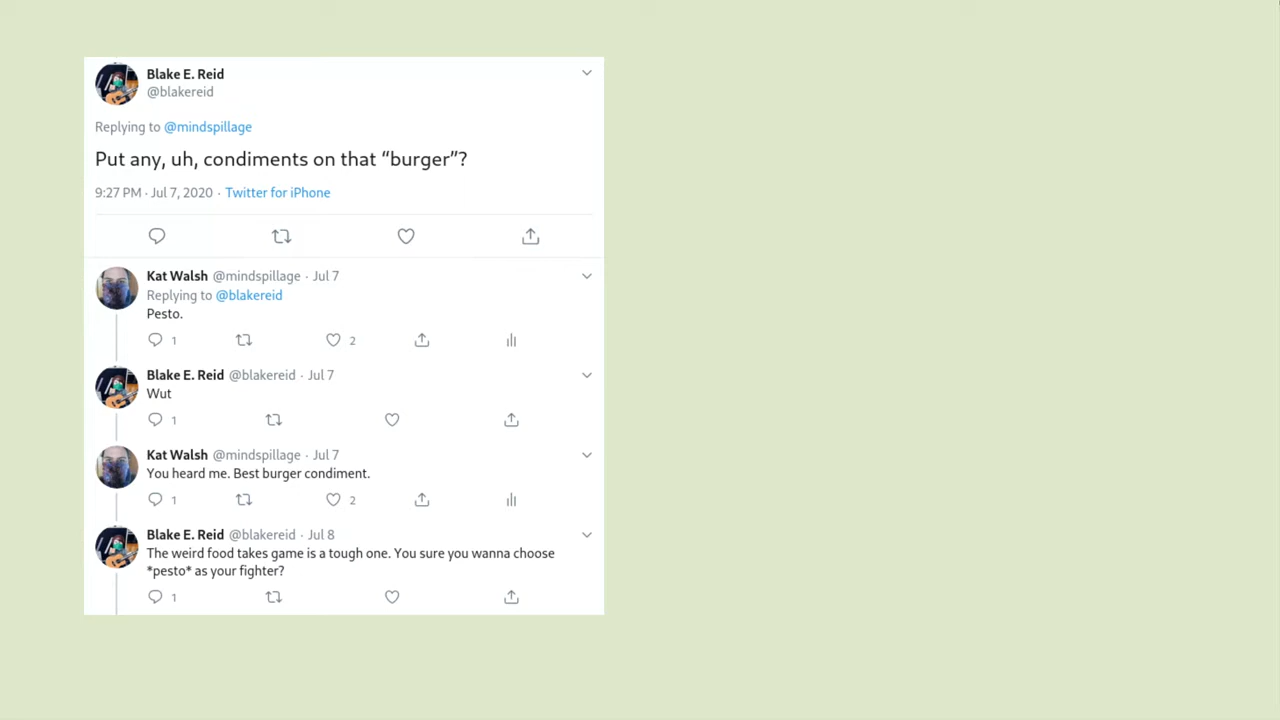 Blake E. Reid
@blakereid
Replying to @mindspillage
Put any, uh, condiments on that “burger”?
9:27 PM · Jul 7, 2020 · Twitter for iPhone
Kat Walsh @mindspillage · Jul 7
Replying to @blakereid
Pesto.
1 2
Blake E. Reid @blakereid · Jul 7
Wut
1
Kat Walsh @mindspillage · Jul 7
You heard me. Best burger condiment.
1 2
Blake E. Reid @blakereid · Jul 8
The weird food takes game is a tough one. You sure you wanna choose
*pesto* as your fighter?
1